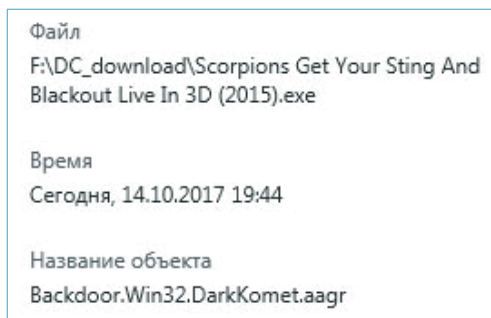 Файл
F:\DC_download\Scorpions Get Your Sting And
Blackout Live In 3D (2015).exe
Время
Сегодня, 14.10.2017 19:44
Название объекта
Backdoor.Win32.DarkKomet.aagr